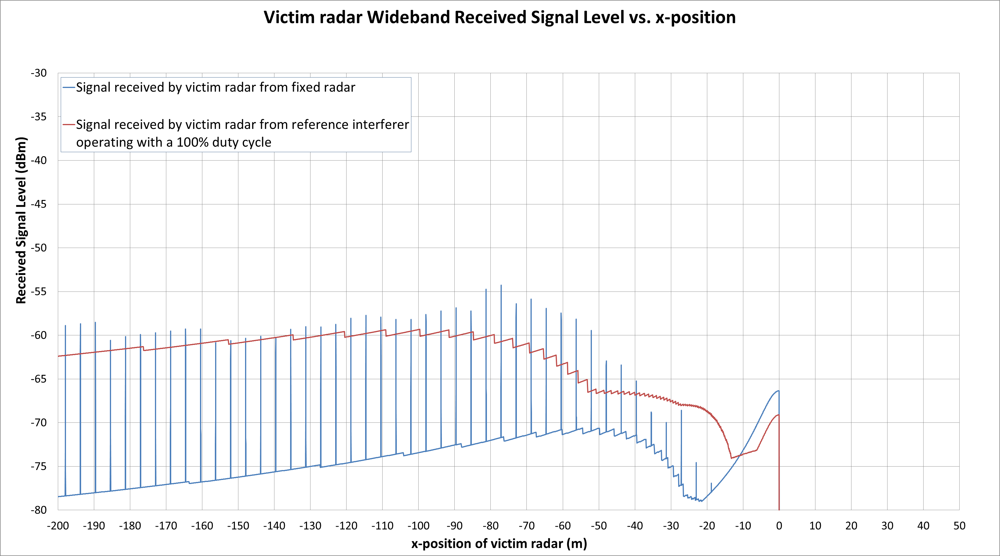 Victim radar Wideband Received Signal Level vs. x-position
Received Signal Level (dBm)
-30
-35
-40
-45
-50
-55
-60
-65
-70
-75
-80
Signal received by victim radar from fixed radar
Signal received by victim radar from reference interferer
operating with a 100% duty cycle
-200 -190 -180 -170 -160 -150 -140 -130 -120 -110 -100 -90 -80 -70 -60 -50 -40 -30 -20 -10 0 10 20 30 40 50
x-position of victim radar (m)